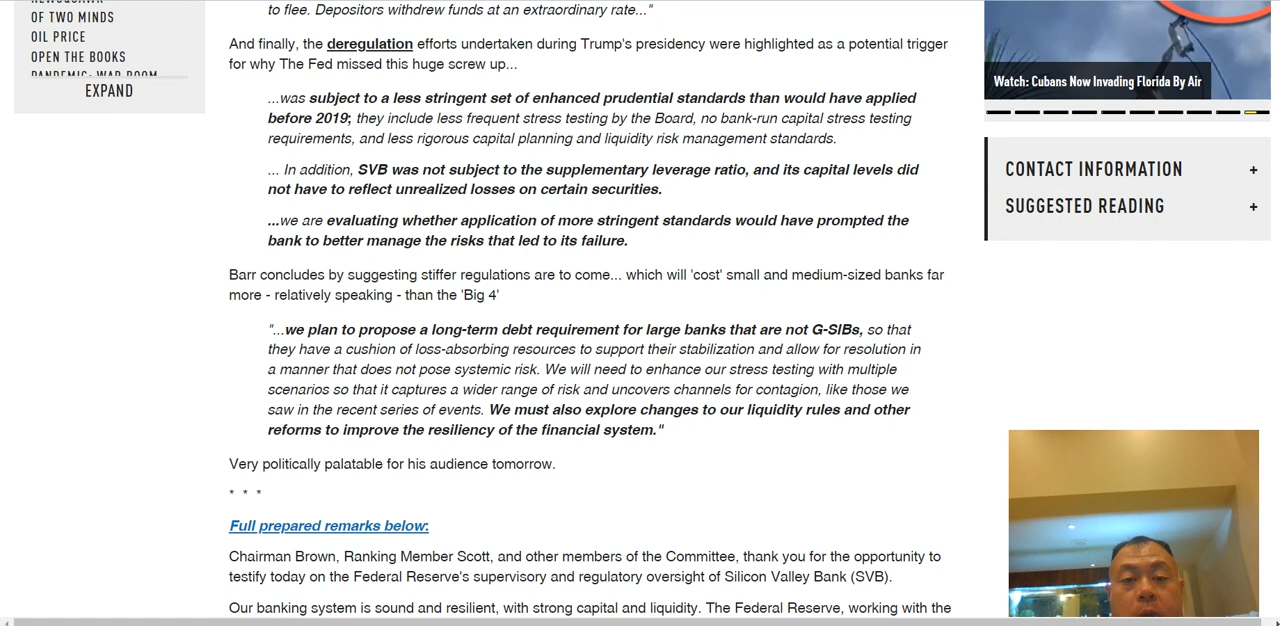 OF TWO MINDS
OIL PRICE
OPEN THE BOOKS
PANDEMIC: WAR ROOM
EXPAND
to flee. Depositors withdrew funds at an extraordinary rate..."
And finally, the deregulation efforts undertaken during Trump's presidency were highlighted as a potential trigger
for why The Fed missed this huge screw up...
...was subject to a less stringent set of enhanced prudential standards than would have applied
before 2019; they include less frequent stress testing by the Board, no bank-run capital stress testing
requirements, and less rigorous capital planning and liquidity risk management standards.
... In addition, SVB was not subject to the supplementary leverage ratio, and its capital levels did
not have to reflect unrealized losses on certain securities.
...we are evaluating whether application of more stringent standards would have prompted the
bank to better manage the risks that led to its failure.
Barr concludes by suggesting stiffer regulations are to come... which will 'cost' small and medium-sized banks far
more - relatively speaking - than the 'Big 4'
"...we plan to propose a long-term debt requirement for large banks that are not G-SIBs, so that
they have a cushion of loss-absorbing resources to support their stabilization and allow for resolution in
a manner that does not pose systemic risk. We will need to enhance our stress testing with multiple
scenarios so that it captures a wider range of risk and uncovers channels for contagion, like those we
saw in the recent series of events. We must also explore changes to our liquidity rules and other
reforms to improve the resiliency of the financial system."
Very politically palatable for his audience tomorrow.
* * *
Full prepared remarks below:
Chairman Brown, Ranking Member Scott, and other members of the Committee, thank you for the opportunity to
testify today on the Federal Reserve's supervisory and regulatory oversight of Silicon Valley Bank (SVB).
Our banking system is sound and resilient, with strong capital and liquidity. The Federal Reserve, working with the
Watch: Cubans Now Invading Florida By Air
CONTACT INFORMATION +
SUGGESTED READING +